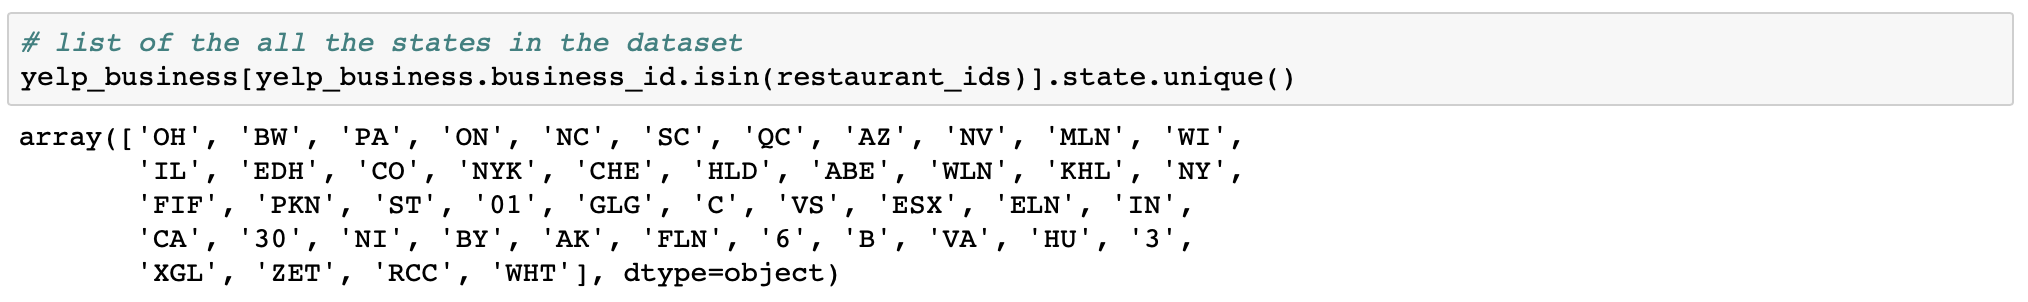 # list of the all the states in the dataset
yelp_business[yelp_business.business_id.isin(restaurant_ids)].state.unique()
array(['OH', 'BW', 'PA', 'ON', 'NC', 'SC', 'QC', 'AZ', 'NV', 'MLN', 'WI',
'IL', 'EDH', 'CO', 'NYK', 'CHE', 'HLD', 'ABE', 'WLN', 'KHL', 'NY',
'FIF', 'PKN', 'ST', '01', 'GLG', 'C', 'VS', 'ESX', 'ELN', 'IN',
'CA', '30', 'NI', 'BY', 'AK', 'FLN', '6', 'B', 'VA', 'HU', '3',
'XGL', 'ZET', 'RCC', 'WHT'], dtype=object)